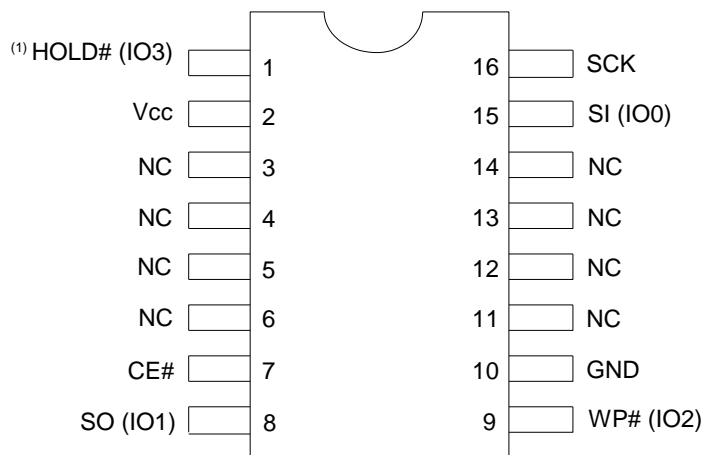 (1) HOLD# (IO3) 1 16 SCK
Vcc 2 15 SI (IO0)
NC 3 14 NC
NC 4 13 NC
NC 5 12 NC
NC 6 11 NC
CE# 7 10 GND
SO (IO1) 8 9 WP# (IO2)